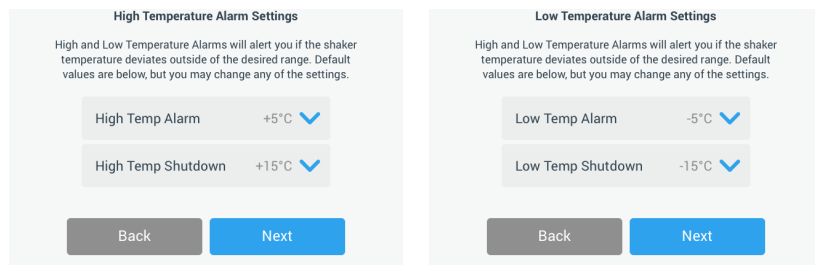 High Temperature Alarm Settings
High and Low Temperature Alarms will alert you if the shaker
temperature deviates outside of the desired range. Default
values are below, but you may change any of the settings.
High Temp Alarm +5°C
High Temp Shutdown +15°C
Back Next
Low Temperature Alarm Settings
High and Low Temperature Alarms will alert you if the shaker
temperature deviates outside of the desired range. Default
values are below, but you may change any of the settings.
Low Temp Alarm -5°C
Low Temp Shutdown -15°C
Back Next